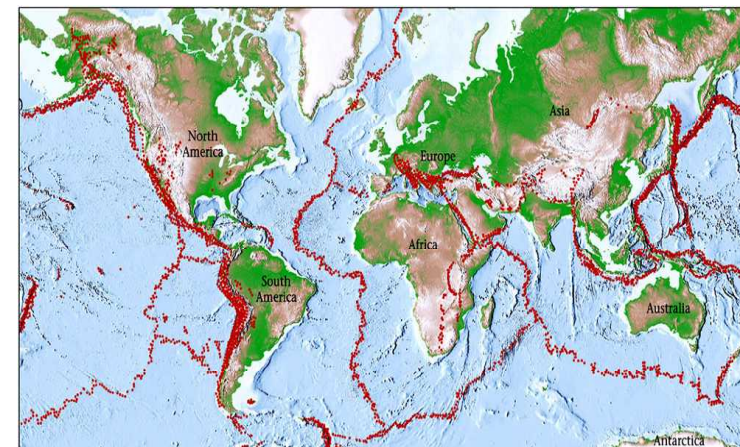 Asia
North
America
Europe
Africa
South
America
Australia
Antarctica